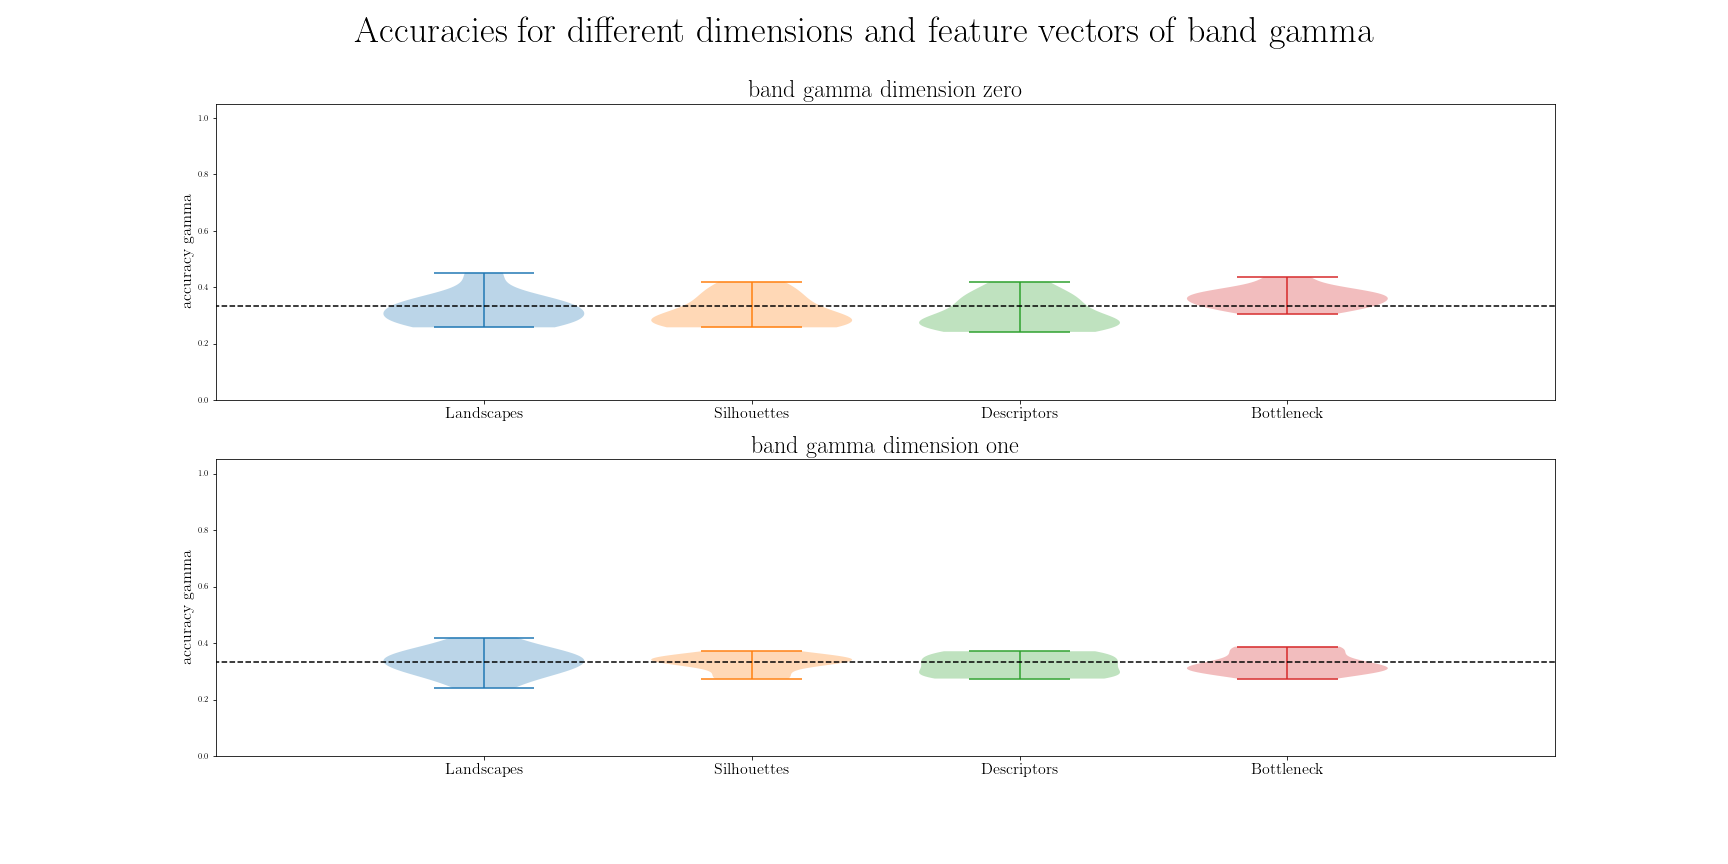 Accuracies for different dimensions and feature vectors of band gamma
band gamma dimension zero
1.0
0.8
0.6
0.4
0.2
0.0
accuracy gamma
Landscapes Silhouettes Descriptors Bottleneck
band gamma dimension one
1.0
0.8
0.6
0.4
0.2
0.0
accuracy gamma
Landscapes Silhouettes Descriptors Bottleneck